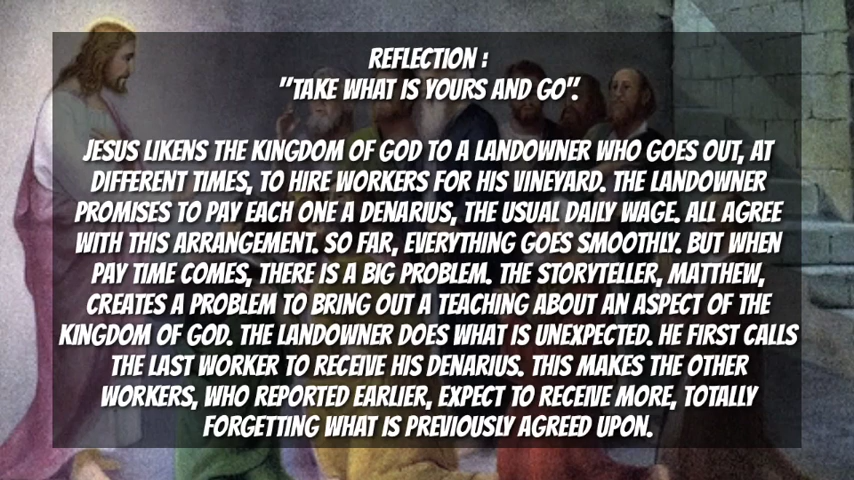 REFLECTION :
"TAKE WHAT IS YOURS AND GO".
JESUS LIKENS THE KINGDOM OF GOD TO A LANDOWNER WHO GOES OUT, AT
DIFFERENT TIMES, TO HIRE WORKERS FOR HIS VINEYARD. THE LANDOWNER
PROMISES TO PAY EACH ONE A DENARIUS, THE USUAL DAILY WAGE. ALL AGREE
WITH THIS ARRANGEMENT. SO FAR, EVERYTHING GOES SMOOTHLY. BUT WHEN
PAY TIME COMES, THERE IS A BIG PROBLEM. THE STORYTELLER, MATTHEW,
CREATES A PROBLEM TO BRING OUT A TEACHING ABOUT AN ASPECT OF THE
KINGDOM OF GOD. THE LANDOWNER DOES WHAT IS UNEXPECTED. HE FIRST CALLS
THE LAST WORKER TO RECEIVE HIS DENARIUS. THIS MAKES THE OTHER
WORKERS, WHO REPORTED EARLIER, EXPECT TO RECEIVE MORE, TOTALLY
FORGETTING WHAT IS PREVIOUSLY AGREED UPON.